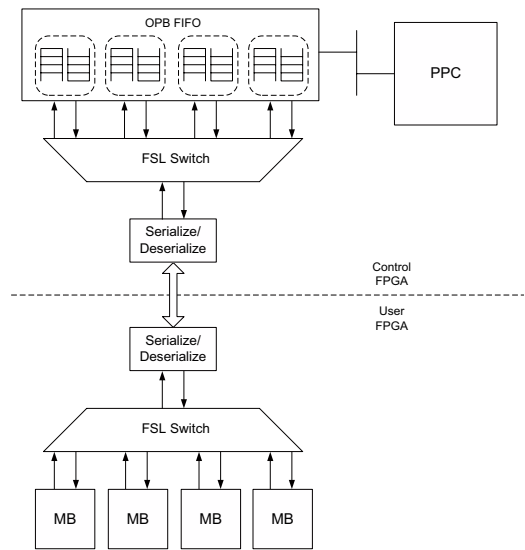 OPB FIFO
PPC
FSL Switch
Serialize/
Deserialize
Control
FPGA
User
FPGA
Serialize/
Deserialize
FSL Switch
MB
MB
MB
MB